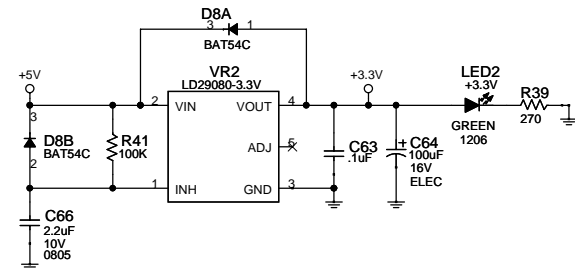 D8A
3 1
BAT54C
VR2
LD29080-3.3V
+5V
+3.3V
LED2
+3.3V
R39
270
GREEN
1206
2 VIN VOUT 4
3
D8B
BAT54C
2
R41
100K
ADJ 5
C63
.1uF
+ C64
100uF
16V
ELEC
1 INH GND 3
C66
2.2uF
10V
0805